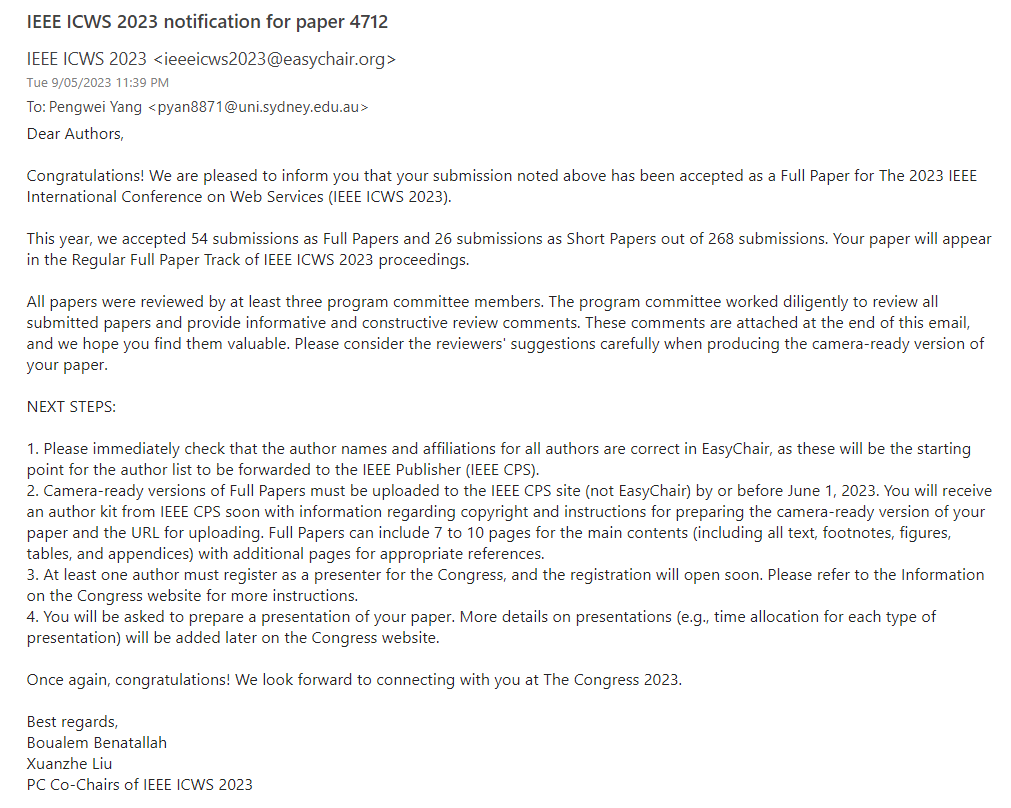 IEEE ICWS 2023 notification for paper 4712
IEEE ICWS 2023 <ieeeicws2023@easychair.org>
Tue 9/05/2023 11:39 PM
To: Pengwei Yang <pyan8871@uni.sydney.edu.au>
Dear Authors,
Congratulations! We are pleased to inform you that your submission noted above has been accepted as a Full Paper for The 2023 IEEE
International Conference on Web Services (IEEE ICWS 2023).
This year, we accepted 54 submissions as Full Papers and 26 submissions as Short Papers out of 268 submissions. Your paper will appear
in the Regular Full Paper Track of IEEE ICWS 2023 proceedings.
All papers were reviewed by at least three program committee members. The program committee worked diligently to review all
submitted papers and provide informative and constructive review comments. These comments are attached at the end of this email,
and we hope you find them valuable. Please consider the reviewers' suggestions carefully when producing the camera-ready version of
your paper.
NEXT STEPS:
1. Please immediately check that the author names and affiliations for all authors are correct in EasyChair, as these will be the starting
point for the author list to be forwarded to the IEEE Publisher (IEEE CPS).
2. Camera-ready versions of Full Papers must be uploaded to the IEEE CPS site (not EasyChair) by or before June 1, 2023. You will receive
an author kit from IEEE CPS soon with information regarding copyright and instructions for preparing the camera-ready version of your
paper and the URL for uploading. Full Papers can include 7 to 10 pages for the main contents (including all text, footnotes, figures,
tables, and appendices) with additional pages for appropriate references.
3. At least one author must register as a presenter for the Congress, and the registration will open soon. Please refer to the Information
on the Congress website for more instructions.
4. You will be asked to prepare a presentation of your paper. More details on presentations (e.g., time allocation for each type of
presentation) will be added later on the Congress website.
Once again, congratulations! We look forward to connecting with you at The Congress 2023.
Best regards,
Boualem Benatallah
Xuanzhe Liu
PC Co-Chairs of IEEE ICWS 2023